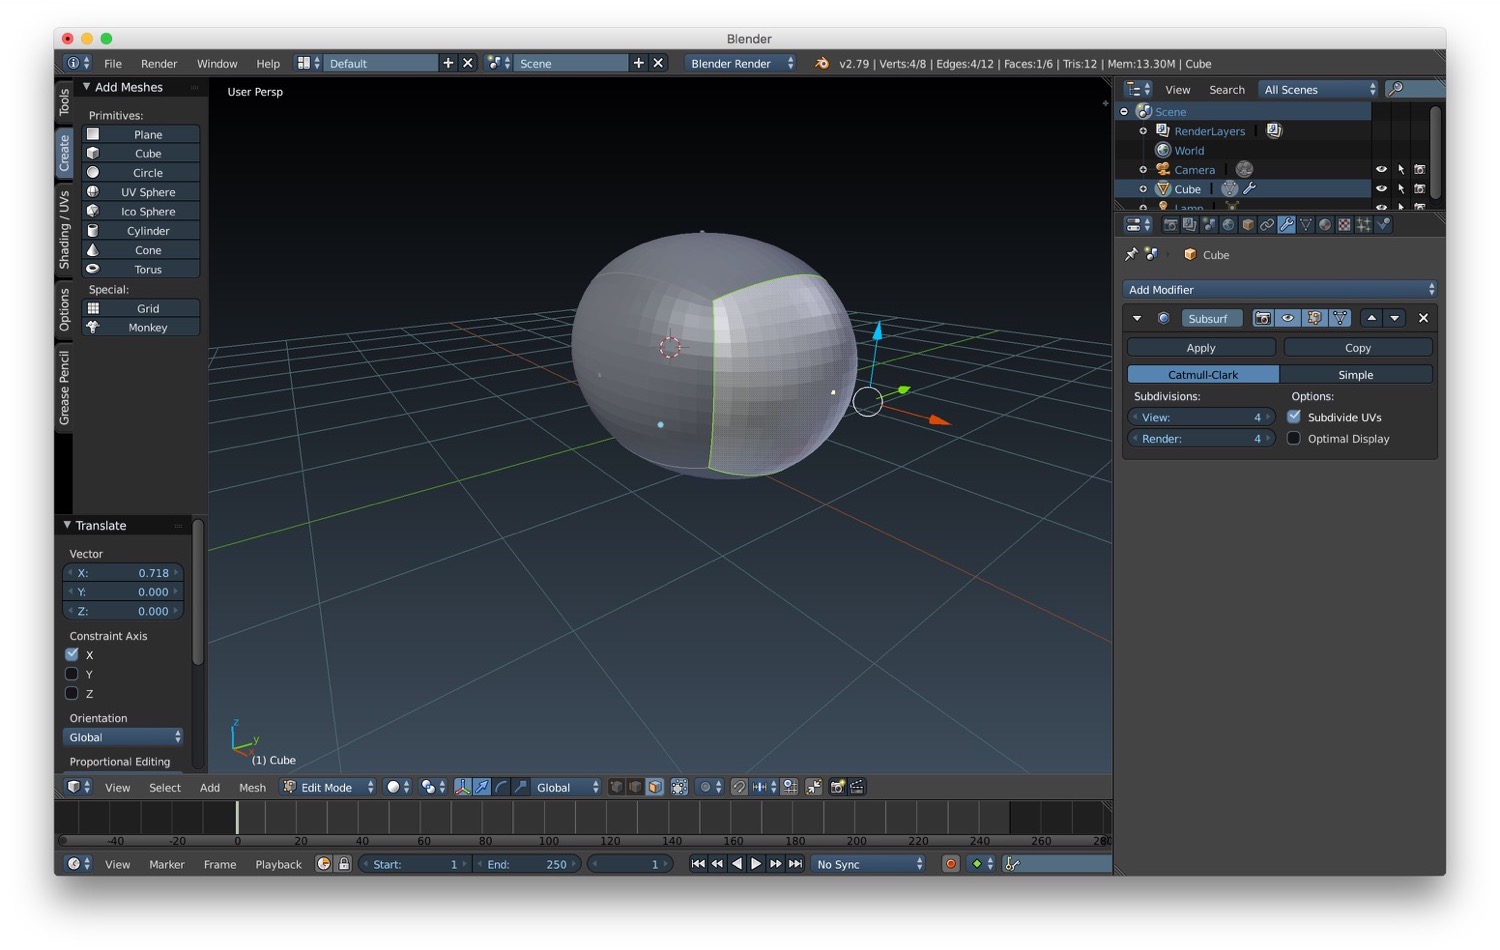 Blender
File Render Window Help Default Scene Blender Render v2.79 | Verts:4/8 | Edges:4/12 | Faces:1/6 | Tris:12 | Mem:13.30M | Cube
Tools
Create
Shading / UVs
Options
Grease Pencil
Add Meshes
Primitives:
Plane
Cube
Circle
UV Sphere
Ico Sphere
Cylinder
Cone
Torus
Special:
Grid
Monkey
Translate
Vector
X: 0.718
Y: 0.000
Z: 0.000
Constraint Axis
X
Y
Z
Orientation
Global
Proportional Editing
User Persp
z
y
x
(1) Cube
View Select Add Mesh Edit Mode Global
-40 -20 0 20 40 60 80 100 120 140 160 180 200 220 240 260
View Marker Frame Playback Start: 1 End: 250 1 No Sync
View Search All Scenes
Scene
RenderLayers
World
Camera
Cube
Lamp
Cube
Add Modifier
Subsurf
Apply Copy
Catmull-Clark Simple
Subdivisions: Options:
View: 4 Subdivide UVs
Render: 4 Optimal Display